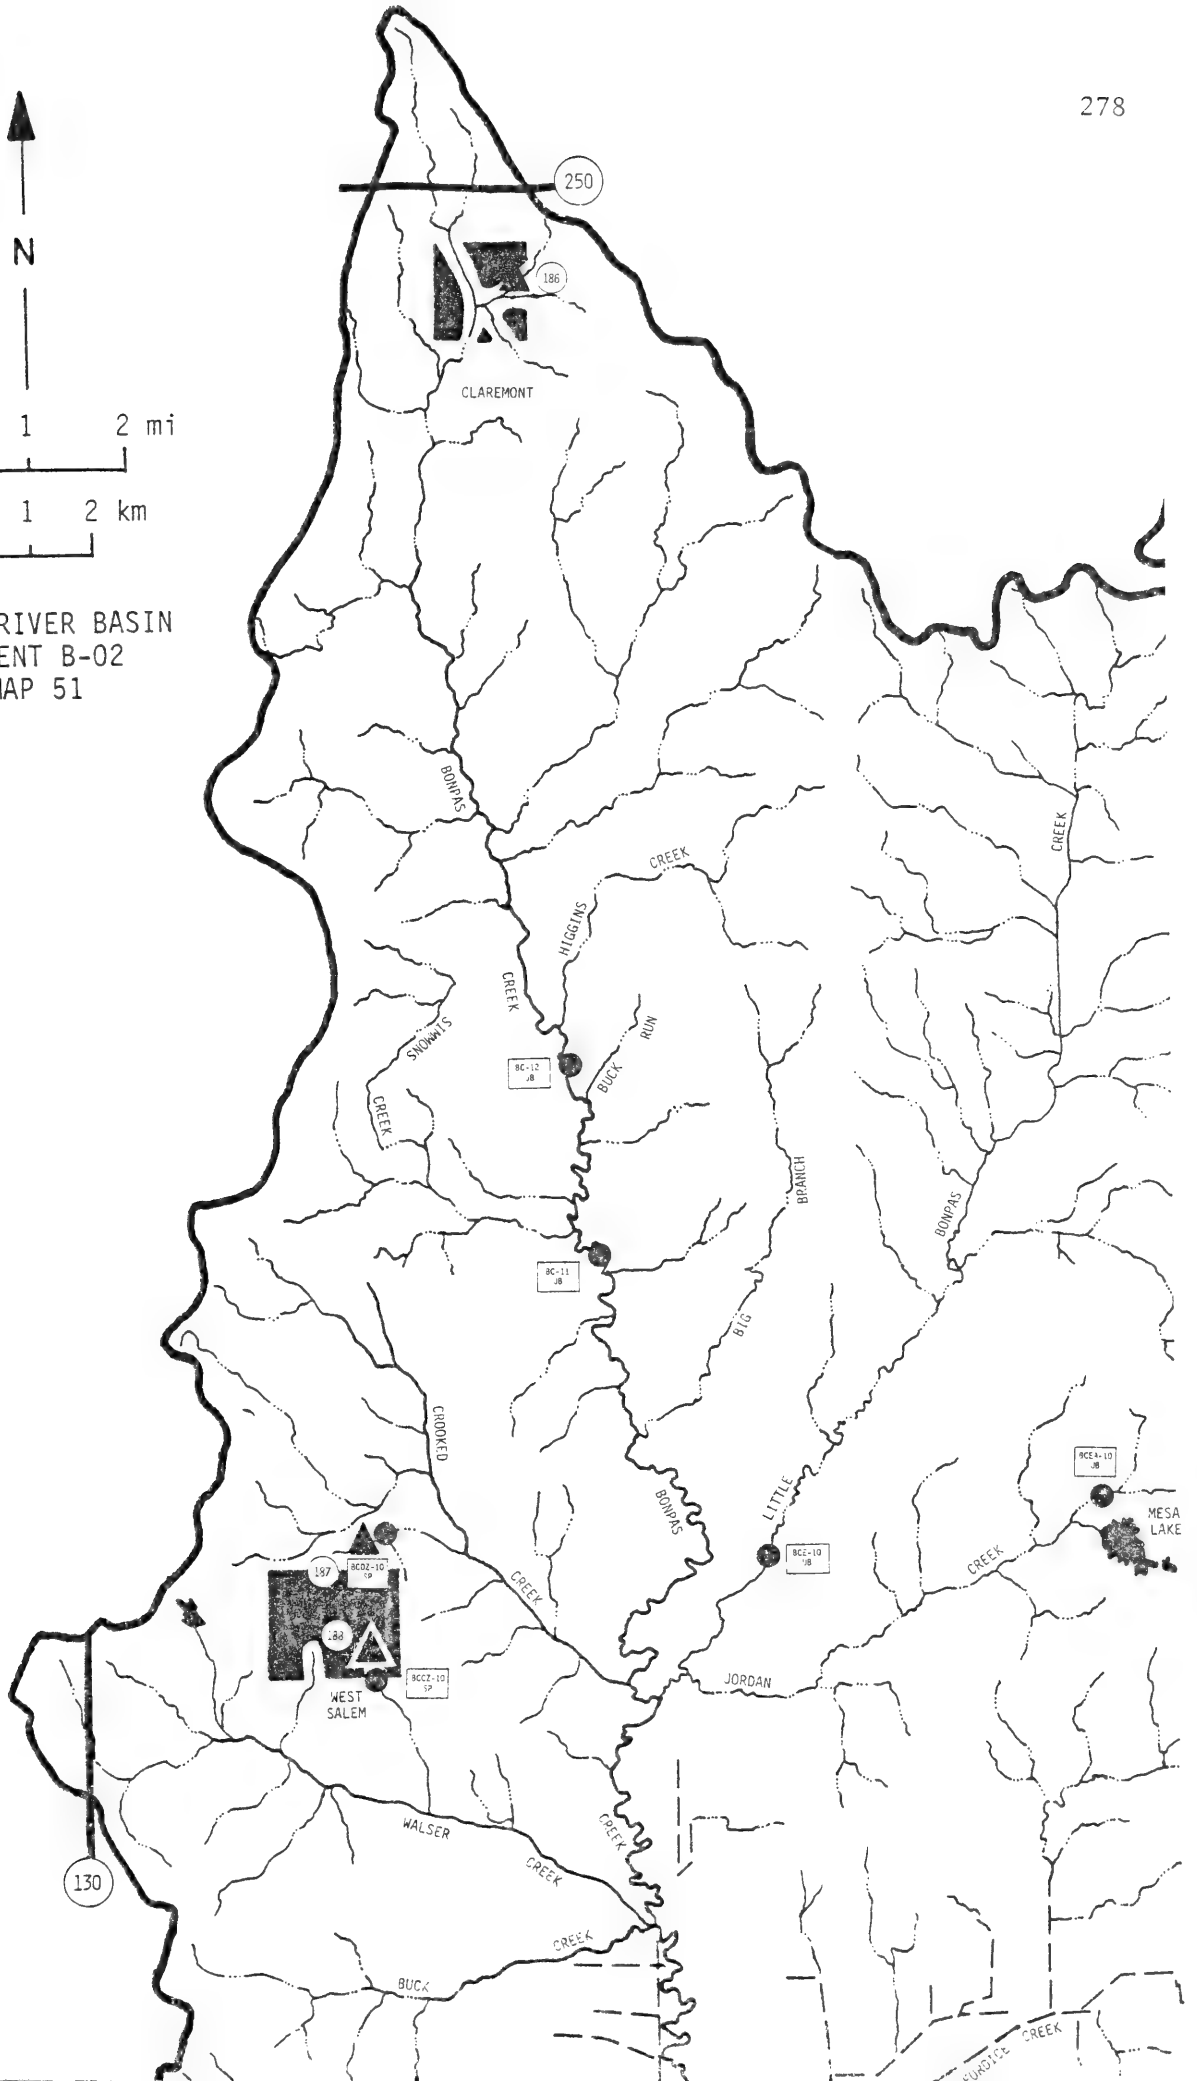 278
250
N
186
CLAREMONT
1 2 mi
1 2 km
RIVER BASIN
ENT B-02
MAP 51
BONPAS
CREEK
CREEK
HIGGINS
CREEK
SIMMONS
RUN
BUCK
BC-12
JB
CREEK
BRANCH
BONPAS
BC-11
JB
BIG
CROOKED
BONPAS
LITTLE
BCEA-10
JB
MESA
LAKE
187
BCDZ-10
SP
BCE-10
JB
CREEK
CREEK
188
BCCZ-10
SP
WEST
SALEM
JORDAN
WALSER
CREEK
CREEK
130
CREEK
BUCK
CREEK